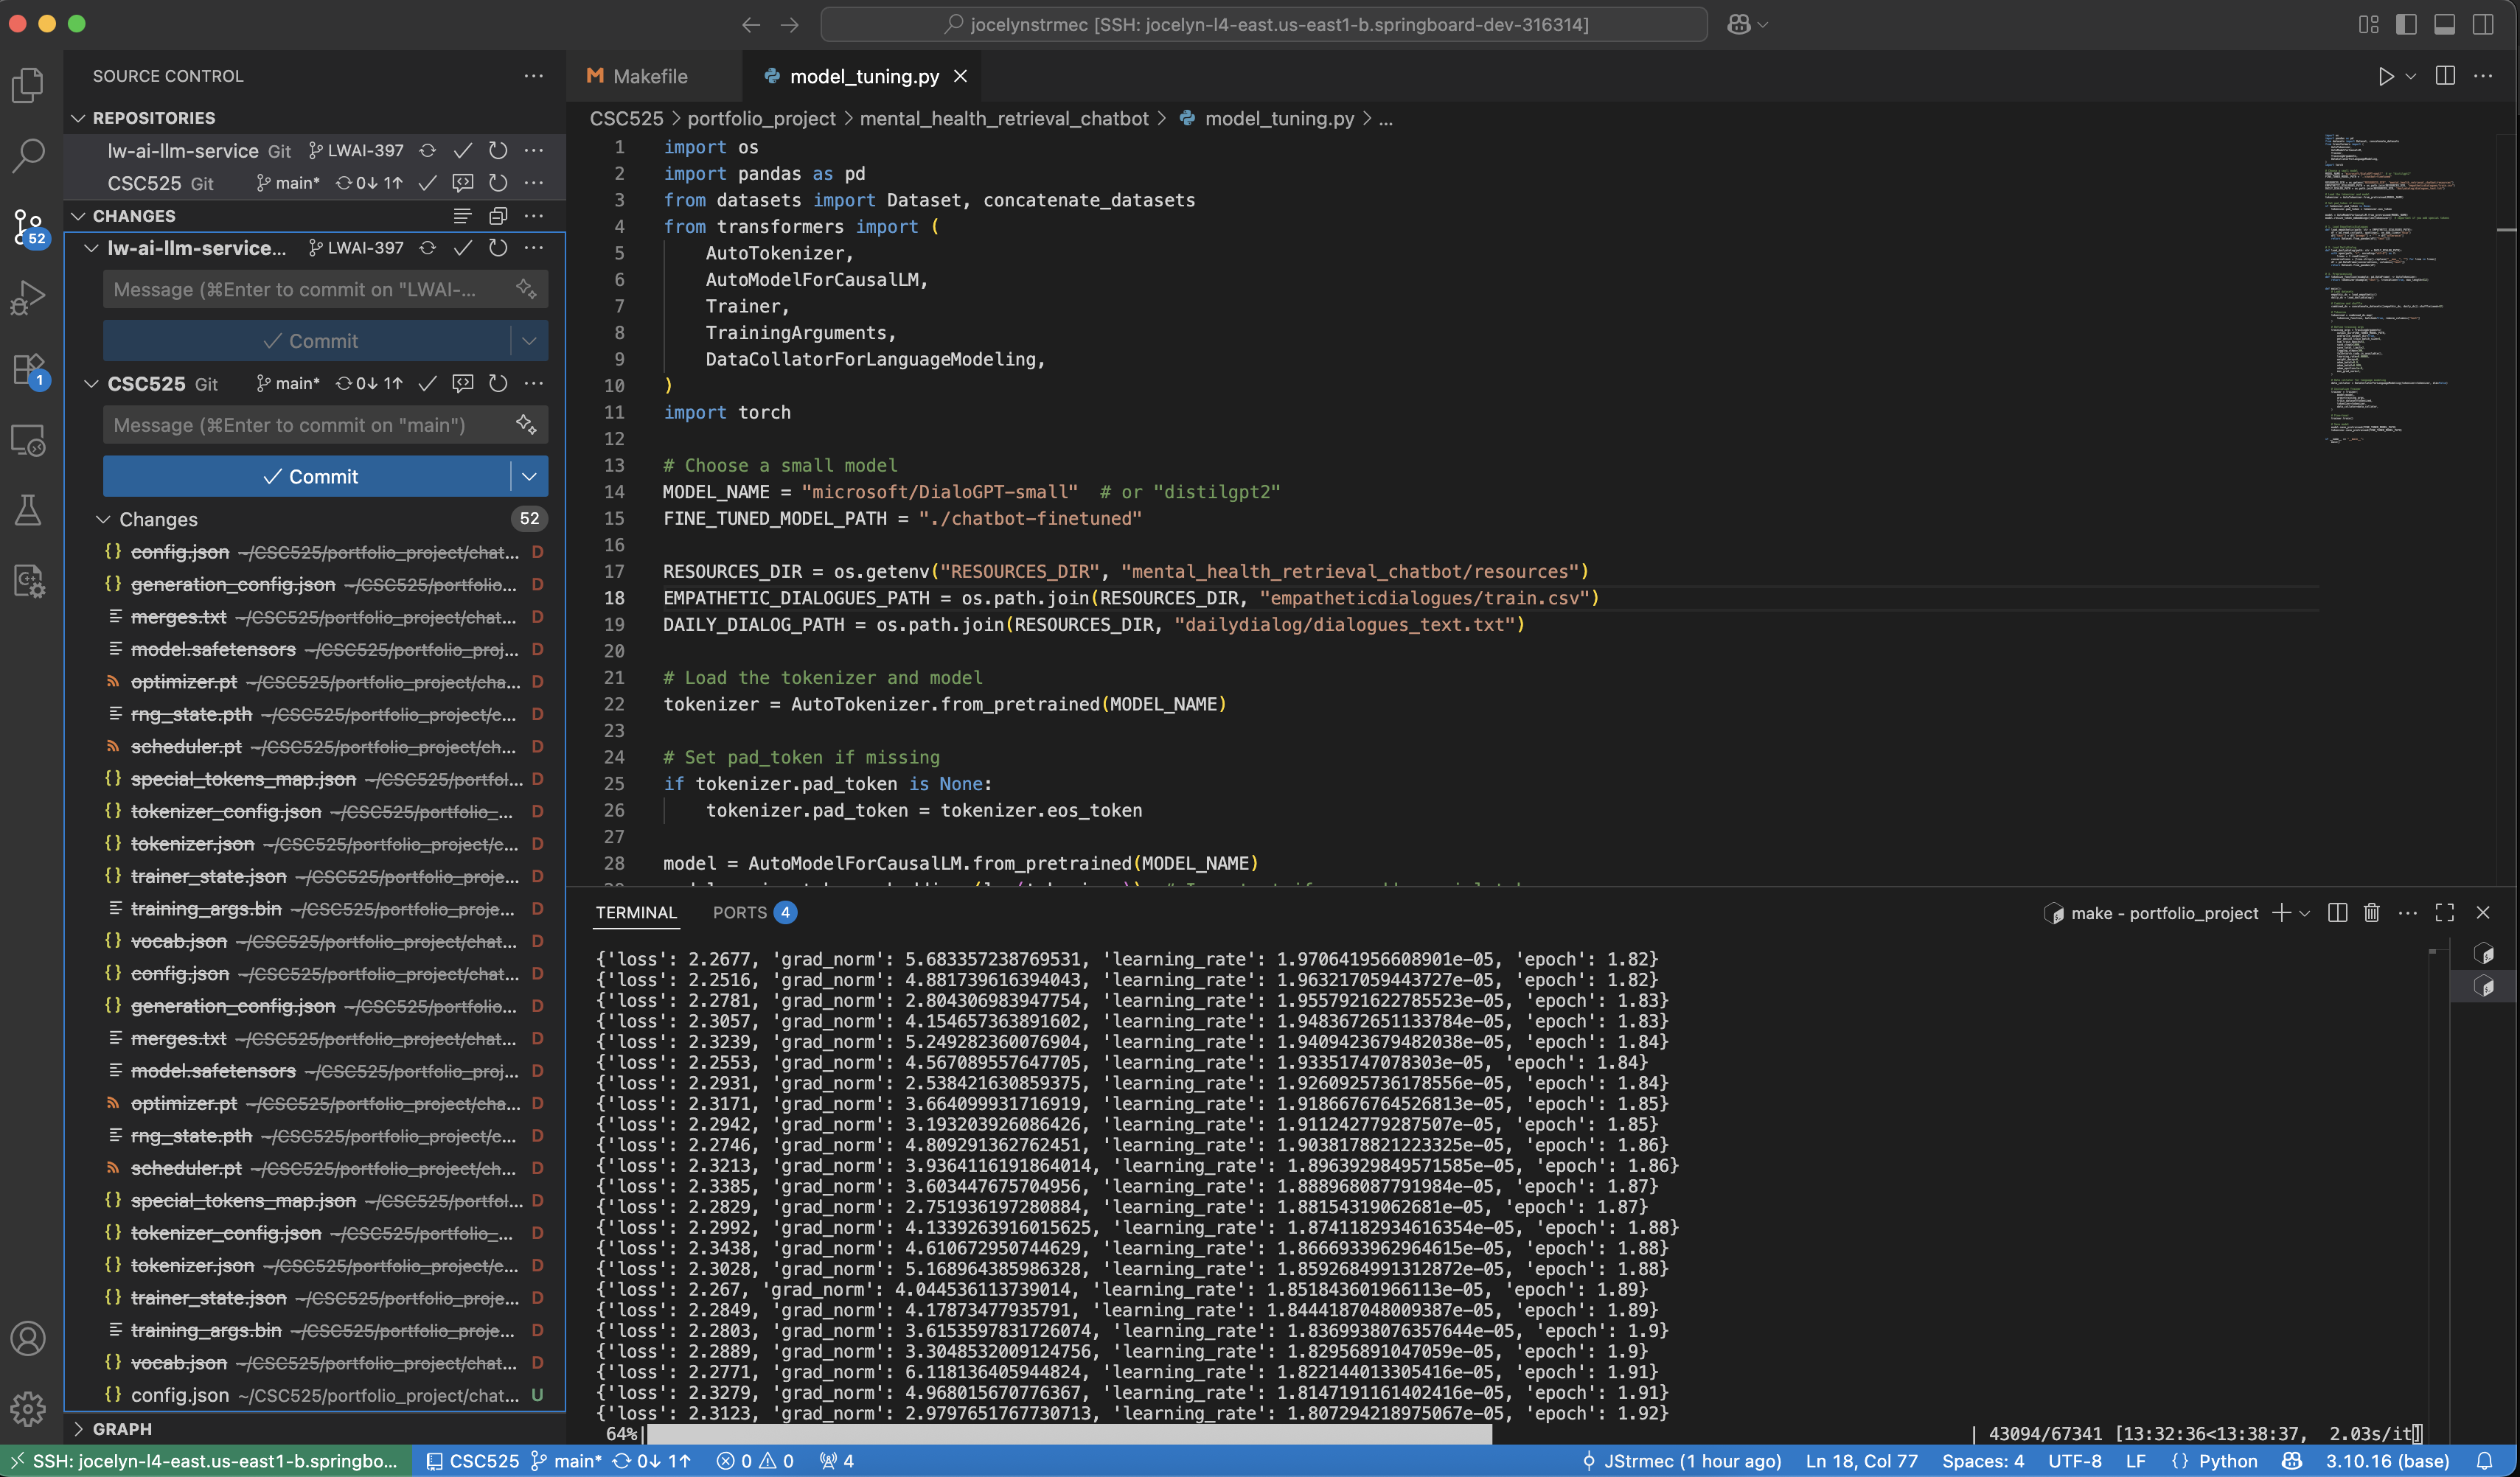 jocelynstrmec [SSH: jocelyn-l4-east.us-east1-b.springboard-dev-316314]
SOURCE CONTROL
REPOSITORIES
lw-ai-llm-service Git LWAI-397
CSC525 Git main* 0↓ 1↑
CHANGES
lw-ai-llm-service... LWAI-397
Message (⌘Enter to commit on "LWAI-...
Commit
CSC525 Git main* 0↓ 1↑
Message (⌘Enter to commit on "main")
Commit
Changes 52
config.json ~/CSC525/portfolio_project/chat... D
generation_config.json ~/CSC525/portfolio... D
merges.txt ~/CSC525/portfolio_project/chat... D
model.safetensors ~/CSC525/portfolio_proj... D
optimizer.pt ~/CSC525/portfolio_project/cha... D
rng_state.pth ~/CSC525/portfolio_project/c... D
scheduler.pt ~/CSC525/portfolio_project/ch... D
special_tokens_map.json ~/CSC525/portfol... D
tokenizer_config.json ~/CSC525/portfolio_... D
tokenizer.json ~/CSC525/portfolio_project/c... D
trainer_state.json ~/CSC525/portfolio_proje... D
training_args.bin ~/CSC525/portfolio_proje... D
vocab.json ~/CSC525/portfolio_project/chat... D
config.json ~/CSC525/portfolio_project/chat... D
generation_config.json ~/CSC525/portfolio... D
merges.txt ~/CSC525/portfolio_project/chat... D
model.safetensors ~/CSC525/portfolio_proj... D
optimizer.pt ~/CSC525/portfolio_project/cha... D
rng_state.pth ~/CSC525/portfolio_project/c... D
scheduler.pt ~/CSC525/portfolio_project/ch... D
special_tokens_map.json ~/CSC525/portfol... D
tokenizer_config.json ~/CSC525/portfolio_... D
tokenizer.json ~/CSC525/portfolio_project/c... D
trainer_state.json ~/CSC525/portfolio_proje... D
training_args.bin ~/CSC525/portfolio_proje... D
vocab.json ~/CSC525/portfolio_project/chat... D
config.json ~/CSC525/portfolio_project/chat... U
GRAPH
52
1
Makefile
model_tuning.py
CSC525 > portfolio_project > mental_health_retrieval_chatbot > model_tuning.py > ...
1 import os
2 import pandas as pd
3 from datasets import Dataset, concatenate_datasets
4 from transformers import (
5 AutoTokenizer,
6 AutoModelForCausalLM,
7 Trainer,
8 TrainingArguments,
9 DataCollatorForLanguageModeling,
10 )
11 import torch
12
13 # Choose a small model
14 MODEL_NAME = "microsoft/DialoGPT-small"  # or "distilgpt2"
15 FINE_TUNED_MODEL_PATH = "./chatbot-finetuned"
16
17 RESOURCES_DIR = os.getenv("RESOURCES_DIR", "mental_health_retrieval_chatbot/resources")
18 EMPATHETIC_DIALOGUES_PATH = os.path.join(RESOURCES_DIR, "empatheticdialogues/train.csv")
19 DAILY_DIALOG_PATH = os.path.join(RESOURCES_DIR, "dailydialog/dialogues_text.txt")
20
21 # Load the tokenizer and model
22 tokenizer = AutoTokenizer.from_pretrained(MODEL_NAME)
23
24 # Set pad_token if missing
25 if tokenizer.pad_token is None:
26 tokenizer.pad_token = tokenizer.eos_token
27
28 model = AutoModelForCausalLM.from_pretrained(MODEL_NAME)
TERMINAL PORTS 4
make - portfolio_project
{'loss': 2.2677, 'grad_norm': 5.683357238769531, 'learning_rate': 1.970641956608901e-05, 'epoch': 1.82}
{'loss': 2.2516, 'grad_norm': 4.881739616394043, 'learning_rate': 1.963217059443727e-05, 'epoch': 1.82}
{'loss': 2.2781, 'grad_norm': 2.804306983947754, 'learning_rate': 1.9557921622785523e-05, 'epoch': 1.83}
{'loss': 2.3057, 'grad_norm': 4.154657363891602, 'learning_rate': 1.9483672651133784e-05, 'epoch': 1.83}
{'loss': 2.3239, 'grad_norm': 5.249282360076904, 'learning_rate': 1.9409423679482038e-05, 'epoch': 1.84}
{'loss': 2.2553, 'grad_norm': 4.567089557647705, 'learning_rate': 1.93351747078303e-05, 'epoch': 1.84}
{'loss': 2.2931, 'grad_norm': 2.538421630859375, 'learning_rate': 1.9260925736178556e-05, 'epoch': 1.84}
{'loss': 2.3171, 'grad_norm': 3.664099931716919, 'learning_rate': 1.9186676764526813e-05, 'epoch': 1.85}
{'loss': 2.2942, 'grad_norm': 3.193203926086426, 'learning_rate': 1.911242779287507e-05, 'epoch': 1.85}
{'loss': 2.2746, 'grad_norm': 4.809291362762451, 'learning_rate': 1.9038178821223325e-05, 'epoch': 1.86}
{'loss': 2.3213, 'grad_norm': 3.9364116191864014, 'learning_rate': 1.8963929849571585e-05, 'epoch': 1.86}
{'loss': 2.3385, 'grad_norm': 3.603447675704956, 'learning_rate': 1.888968087791984e-05, 'epoch': 1.87}
{'loss': 2.2829, 'grad_norm': 2.751936197280884, 'learning_rate': 1.88154319062681e-05, 'epoch': 1.87}
{'loss': 2.2992, 'grad_norm': 4.1339263916015625, 'learning_rate': 1.8741182934616354e-05, 'epoch': 1.88}
{'loss': 2.3438, 'grad_norm': 4.610672950744629, 'learning_rate': 1.8666933962964615e-05, 'epoch': 1.88}
{'loss': 2.3028, 'grad_norm': 5.168964385986328, 'learning_rate': 1.8592684991312872e-05, 'epoch': 1.88}
{'loss': 2.267, 'grad_norm': 4.044536113739014, 'learning_rate': 1.851843601966113e-05, 'epoch': 1.89}
{'loss': 2.2849, 'grad_norm': 4.17873477935791, 'learning_rate': 1.8444187048009387e-05, 'epoch': 1.89}
{'loss': 2.2803, 'grad_norm': 3.6153597831726074, 'learning_rate': 1.8369938076357644e-05, 'epoch': 1.9}
{'loss': 2.2889, 'grad_norm': 3.3048532009124756, 'learning_rate': 1.82956891047059e-05, 'epoch': 1.9}
{'loss': 2.2771, 'grad_norm': 6.118136405944824, 'learning_rate': 1.822144013305416e-05, 'epoch': 1.91}
{'loss': 2.3279, 'grad_norm': 4.968015670776367, 'learning_rate': 1.8147191161402416e-05, 'epoch': 1.91}
{'loss': 2.3123, 'grad_norm': 2.9797651767730713, 'learning_rate': 1.807294218975067e-05, 'epoch': 1.92}
64%| | 43094/67341 [13:32:36<13:38:37, 2.03s/it]
SSH: jocelyn-l4-east.us-east1-b.springbo... CSC525 main* 0↓ 1↑ 0 0 4 JStrmec (1 hour ago) Ln 18, Col 77 Spaces: 4 UTF-8 LF {} Python 3.10.16 (base)